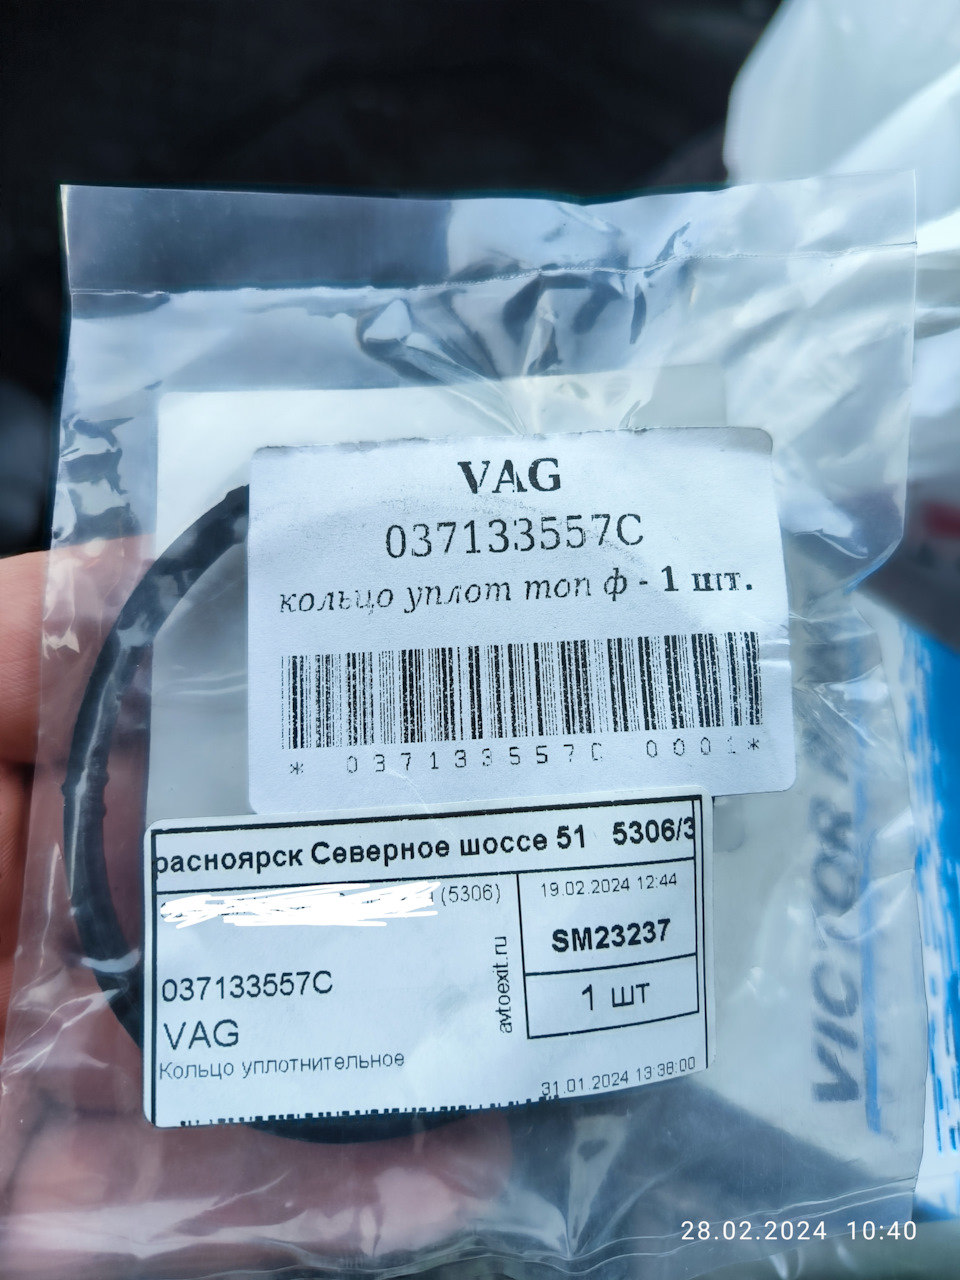 VAG
037133557C
кольцо уплот топ ф - 1 шт.
* 037133557C 0001*
расноярск Северное шоссе 51 5306/3
(5306)
19.02.2024 12:44
SM23237
1 шт
avtoexit.ru
037133557C
VAG
Кольцо уплотнительное
31.01.2024 13:38:00
VICTOR
28.02.2024 10:40